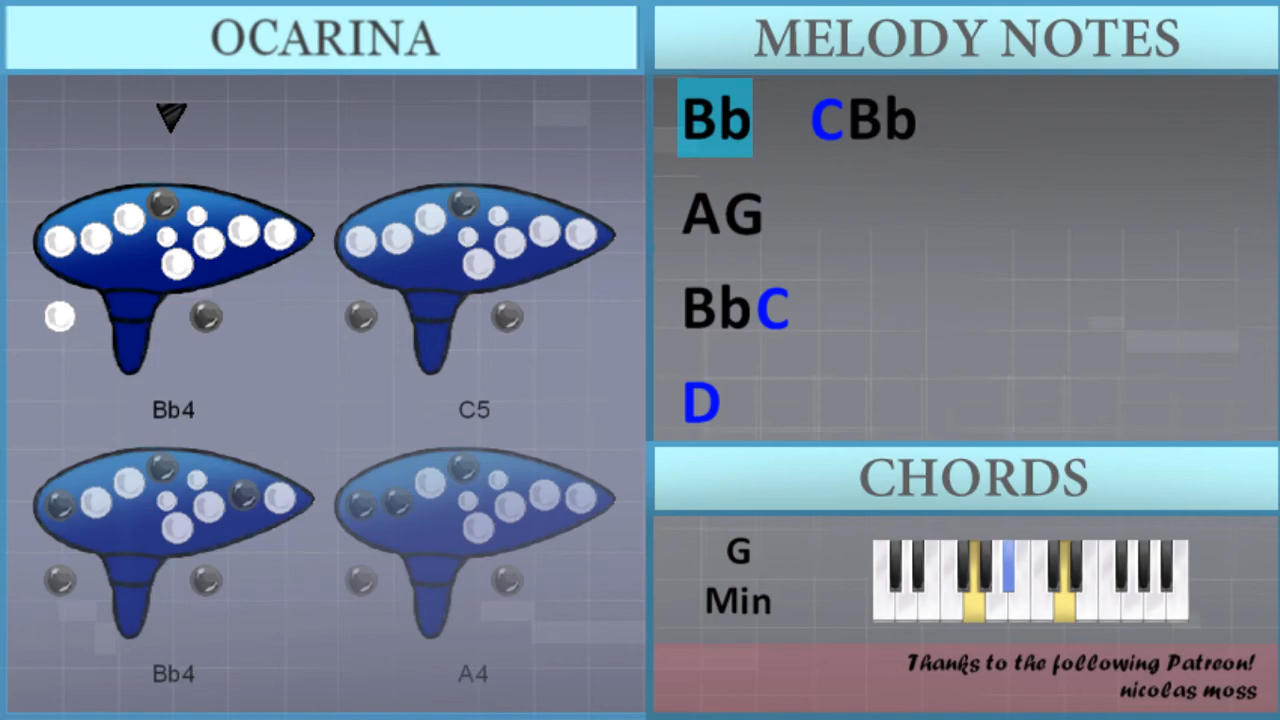 OCARINA
Bb4
C5
Bb4
A4
MELODY NOTES
Bb CBb
AG
BbC
D
CHORDS
G
Min
Thanks to the following Patreon!
nicolas moss